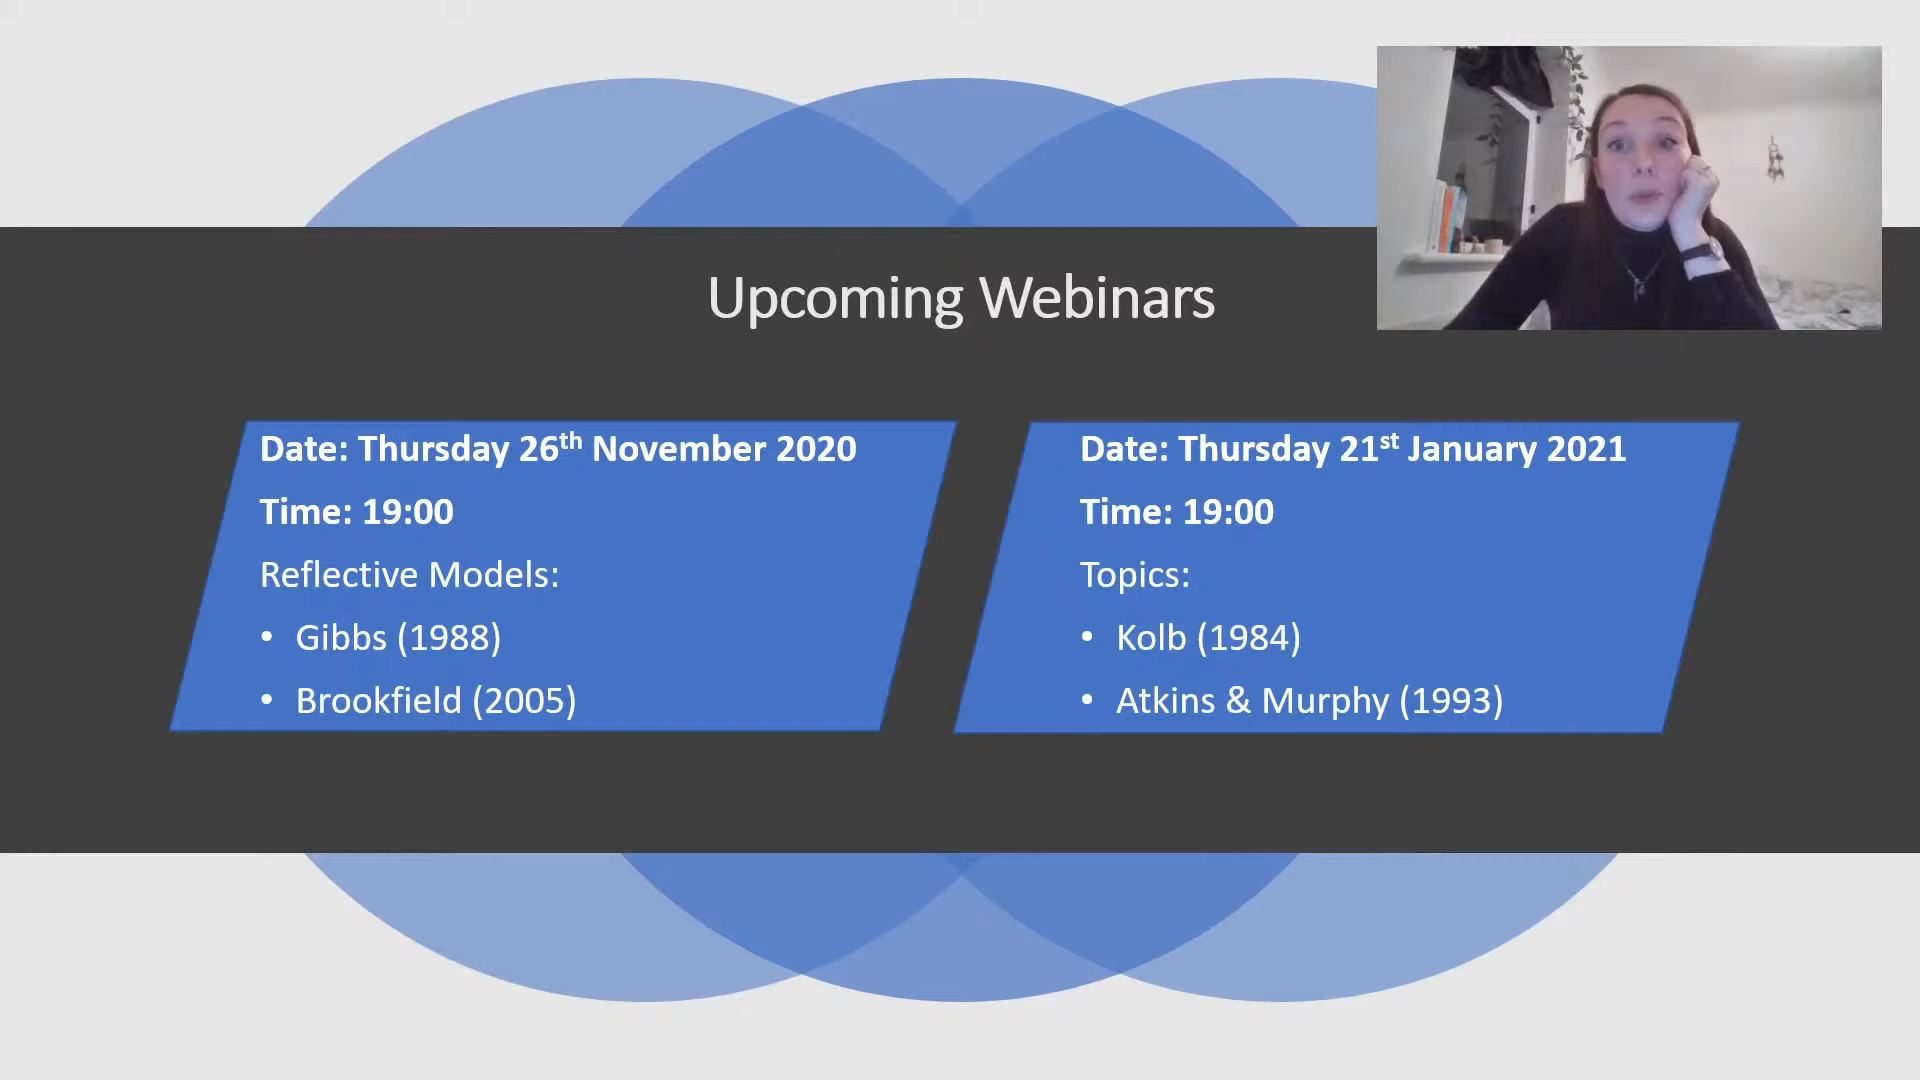 Upcoming Webinars
Date: Thursday 26th November 2020
Time: 19:00
Reflective Models:
• Gibbs (1988)
• Brookfield (2005)
Date: Thursday 21st January 2021
Time: 19:00
Topics:
• Kolb (1984)
• Atkins & Murphy (1993)